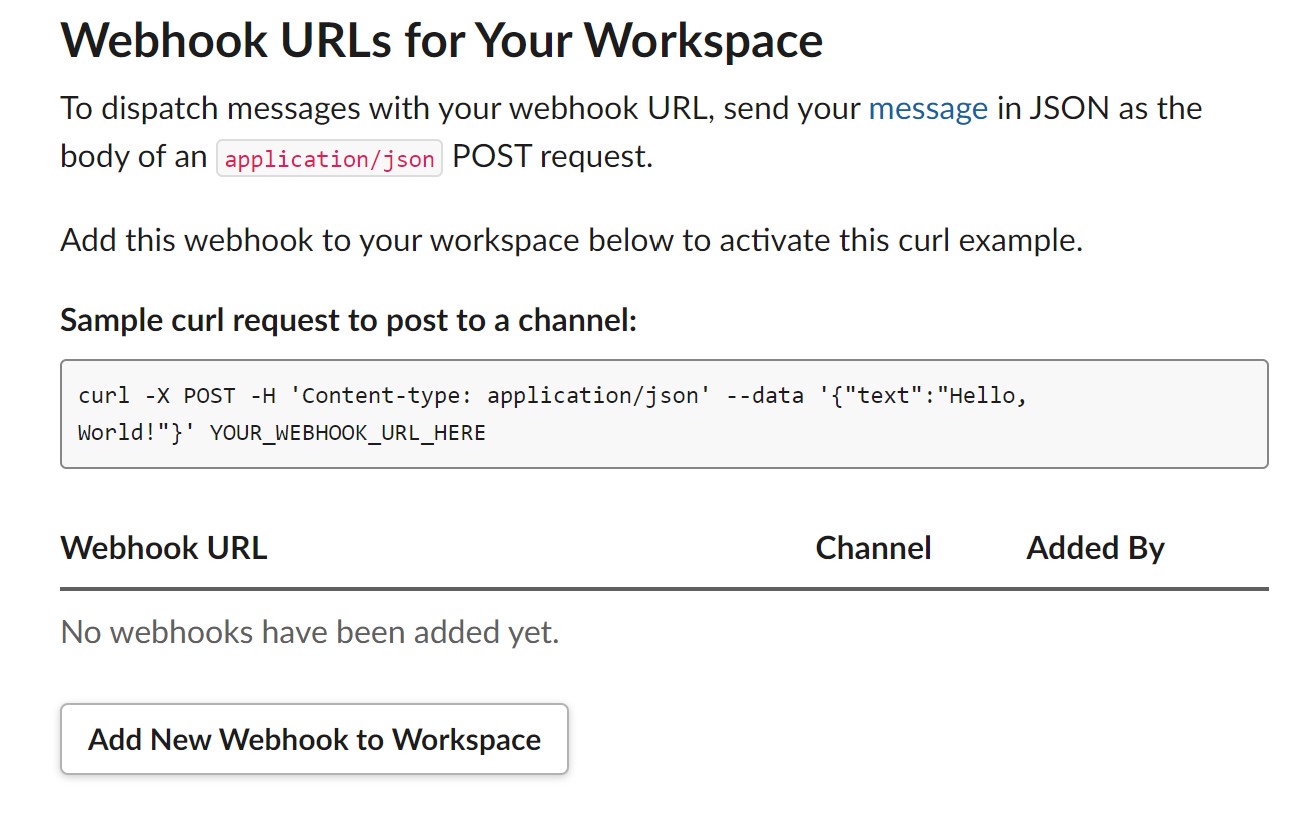 Webhook URLs for Your Workspace
To dispatch messages with your webhook URL, send your message in JSON as the
body of an application/json POST request.
Add this webhook to your workspace below to activate this curl example.
Sample curl request to post to a channel:
curl -X POST -H 'Content-type: application/json' --data '{"text":"Hello,
World!"}' YOUR_WEBHOOK_URL_HERE
Webhook URL Channel Added By
No webhooks have been added yet.
Add New Webhook to Workspace